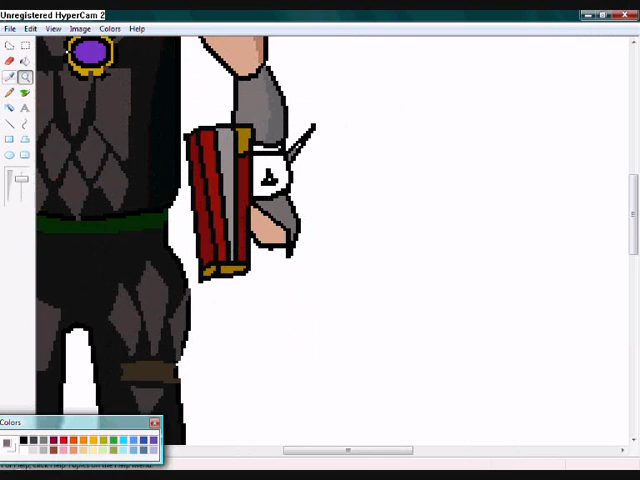 Unregistered HyperCam 2
File Edit View Image Colors Help
Colors
For Help, click Help Topics on the Help Menu.